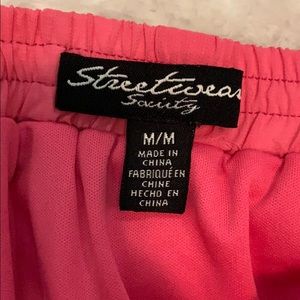 Streetwear
Society
M/M
MADE IN
CHINA
FABRIQUÉ EN
CHINE
HECHO EN
CHINA